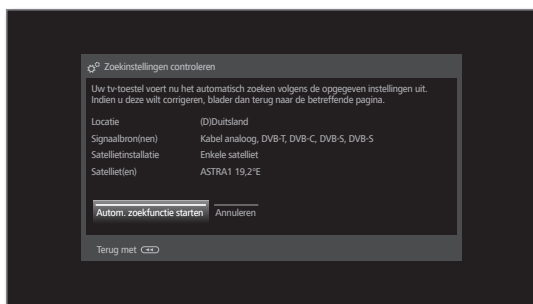 Zoekinstellingen controleren
Uw tv-toestel voert nu het automatisch zoeken volgens de opgegeven instellingen uit.
Indien u deze wilt corrigeren, blader dan terug naar de betreffende pagina.
Locatie (D)Duitsland
Signaalbron(nen) Kabel analoog, DVB-T, DVB-C, DVB-S, DVB-S
Satellietinstallatie Enkele satelliet
Satelliet(en) ASTRA1 19,2°E
Autom. zoekfunctie starten Annuleren
Terug met